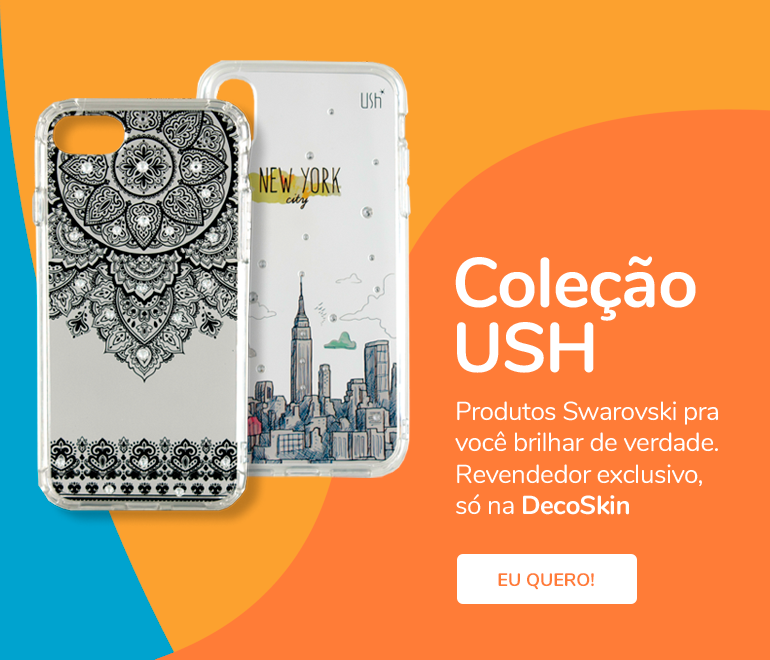 USH
NEW YORK
city
Coleção
USH
Produtos Swarovski pra
você brilhar de verdade.
Revendedor exclusivo,
só na DecoSkin
EU QUERO!